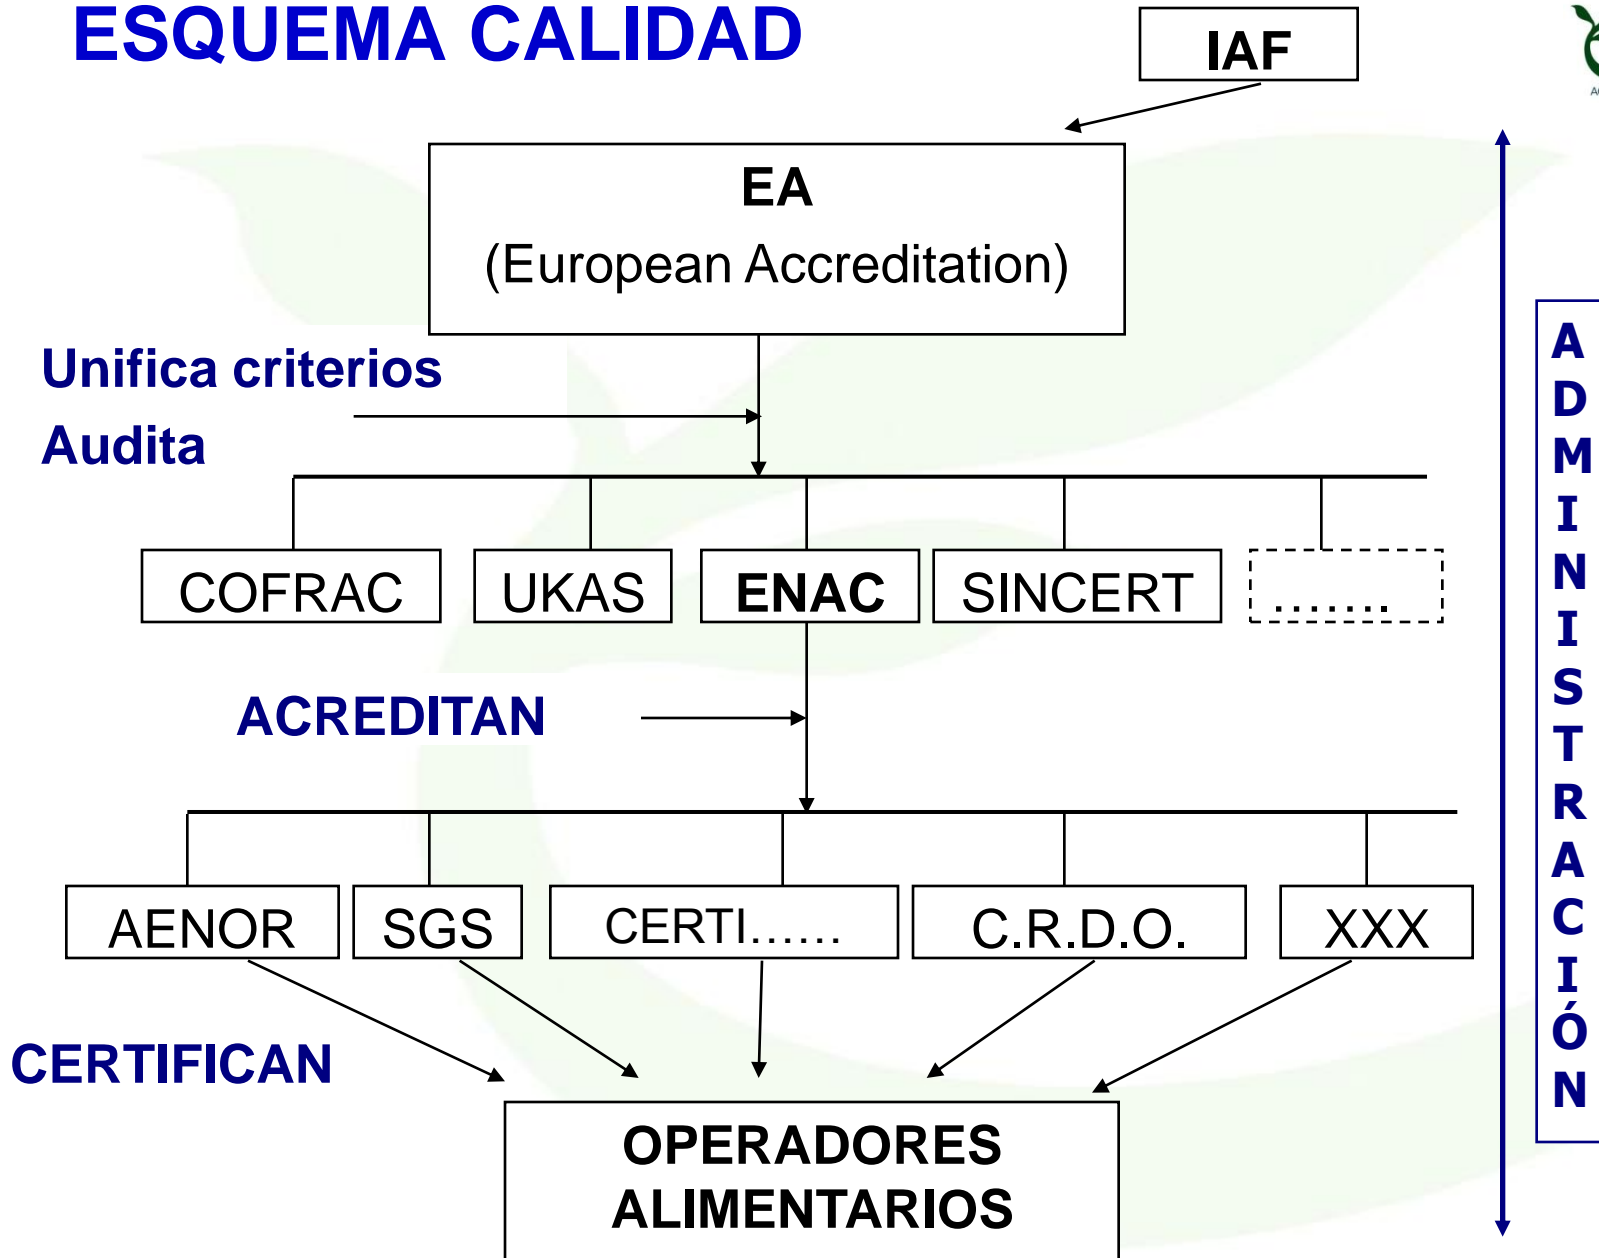 ESQUEMA CALIDAD
IAF
EA
(European Accreditation)
Unifica criterios
Audita
COFRAC
UKAS
ENAC
SINCERT
.......
ACREDITAN
AENOR
SGS
CERTI......
C.R.D.O.
XXX
CERTIFICAN
OPERADORES
ALIMENTARIOS
A
D
M
I
N
I
S
T
R
A
C
I
Ó
N